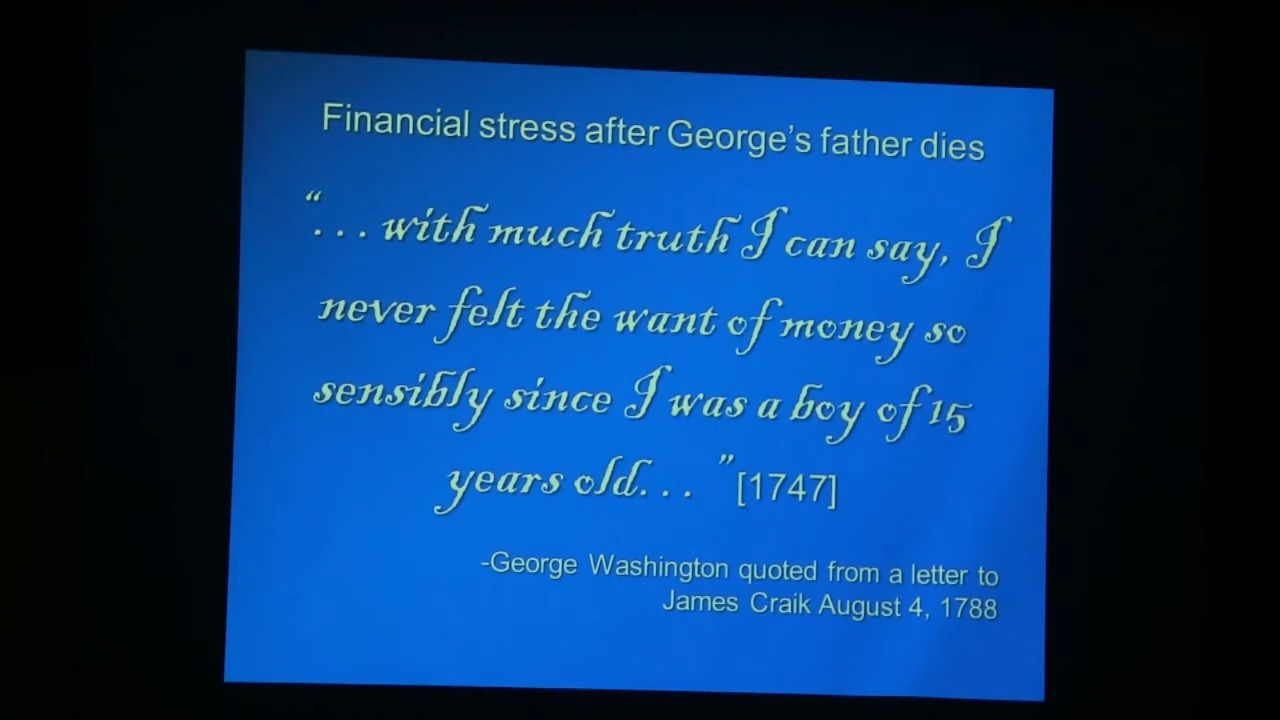 Financial stress after George's father dies
“... with much truth I can say, I
never felt the want of money so
sensibly since I was a boy of 15
years old... ” [1747]
-George Washington quoted from a letter to
James Craik August 4, 1788